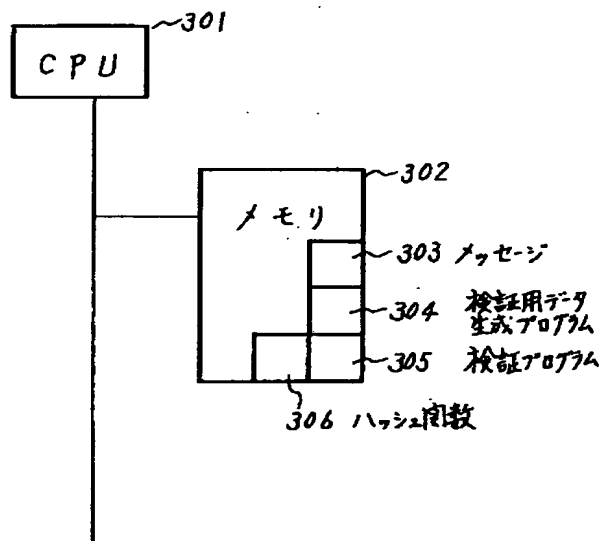 301
CPU
302
メモリ
303 メッセージ
304 検証用データ
生成プログラム
305 検証プログラム
306 ハッシュ関数